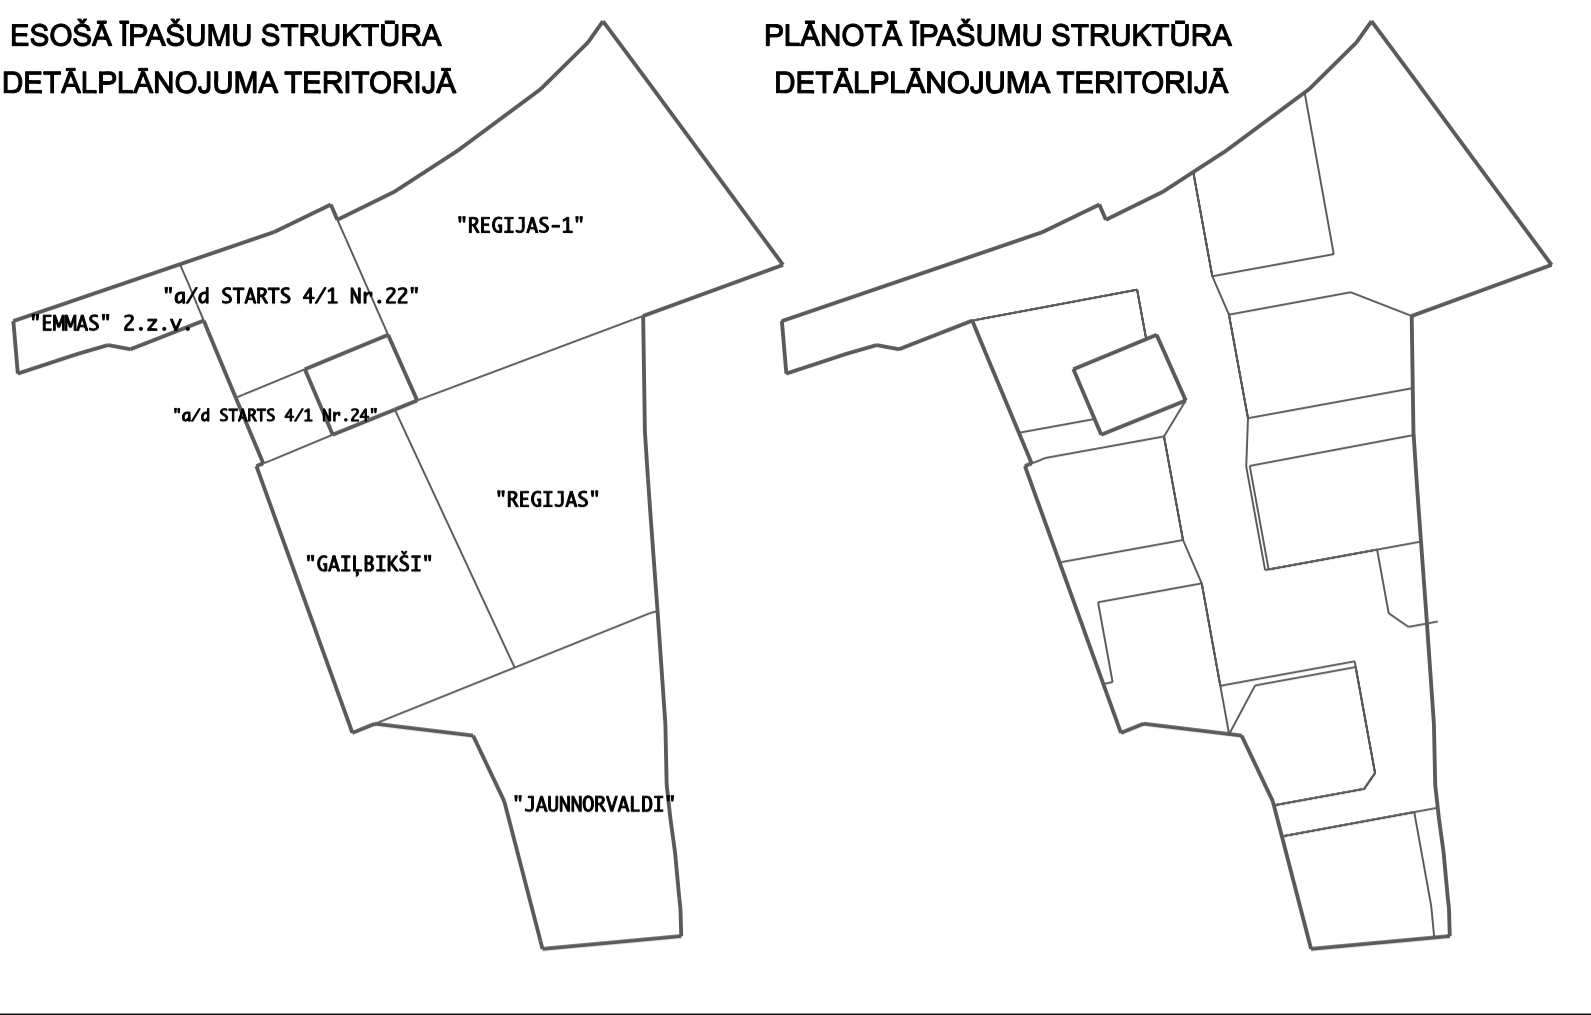 ESOŠĀ ĪPAŠUMU STRUKTŪRA
DETĀLPLĀNOJUMA TERITORIJĀ
PLĀNOTĀ ĪPAŠUMU STRUKTŪRA
DETĀLPLĀNOJUMA TERITORIJĀ
"REGIJAS-1"
"a/d STARTS 4/1 Nr.22"
"EMMAS" 2.z.v.
"a/d STARTS 4/1 Nr.24"
"REGIJAS"
"GAIĻBIKŠI"
"JAUNNORVALDI"